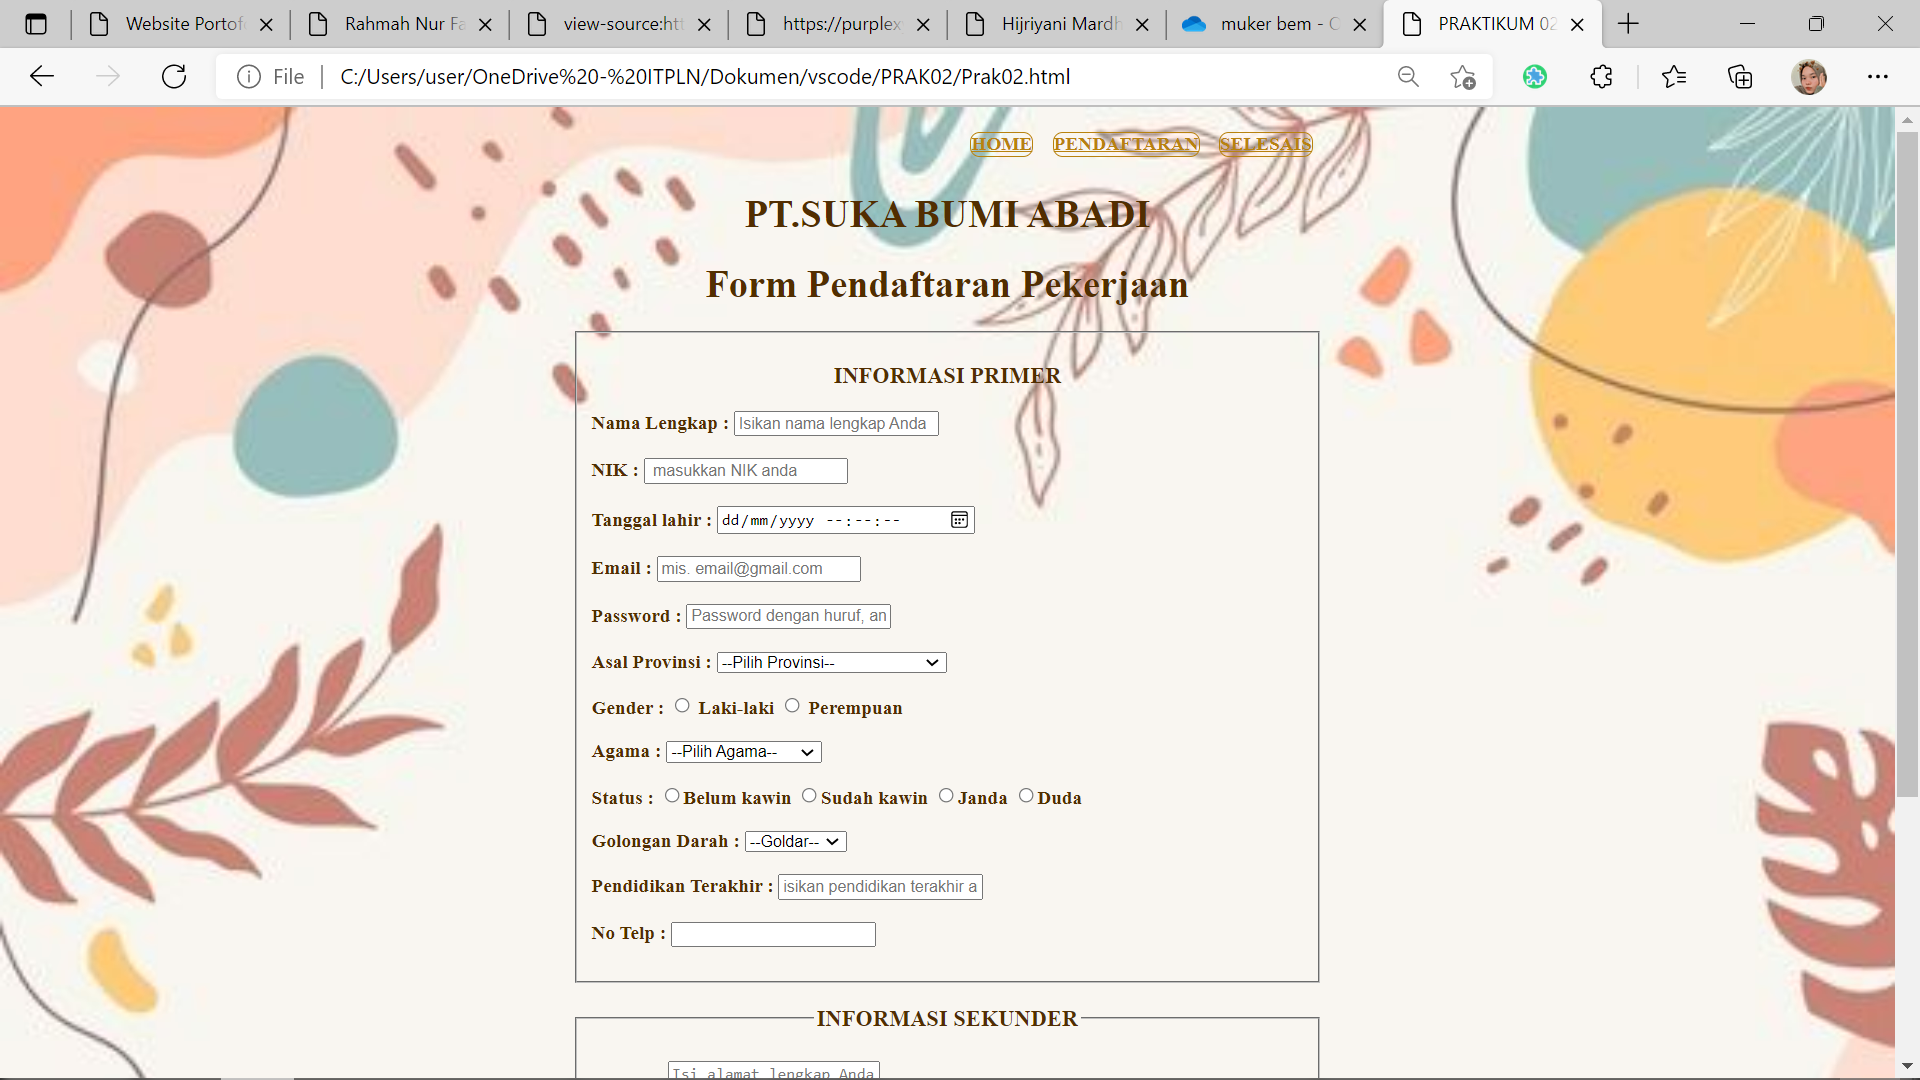 Website Portof
Rahmah Nur Fa
view-source:htt
https://purplex
Hijriyani Mardh
muker bem - O
PRAKTIKUM 02
File
C:/Users/user/OneDrive%20-%20ITPLN/Dokumen/vscode/PRAK02/Prak02.html
HOME PENDAFTARAN SELESAIS
PT.SUKA BUMI ABADI
Form Pendaftaran Pekerjaan
INFORMASI PRIMER
Nama Lengkap : Isikan nama lengkap Anda
NIK : masukkan NIK anda
Tanggal lahir : dd/mm/yyyy --:--:--
Email : mis. email@gmail.com
Password : Password dengan huruf, an
Asal Provinsi : --Pilih Provinsi--
Gender : Laki-laki Perempuan
Agama : --Pilih Agama--
Status : Belum kawin Sudah kawin Janda Duda
Golongan Darah : --Goldar--
Pendidikan Terakhir : isikan pendidikan terakhir a
No Telp :
INFORMASI SEKUNDER
Isi alamat lengkap Anda